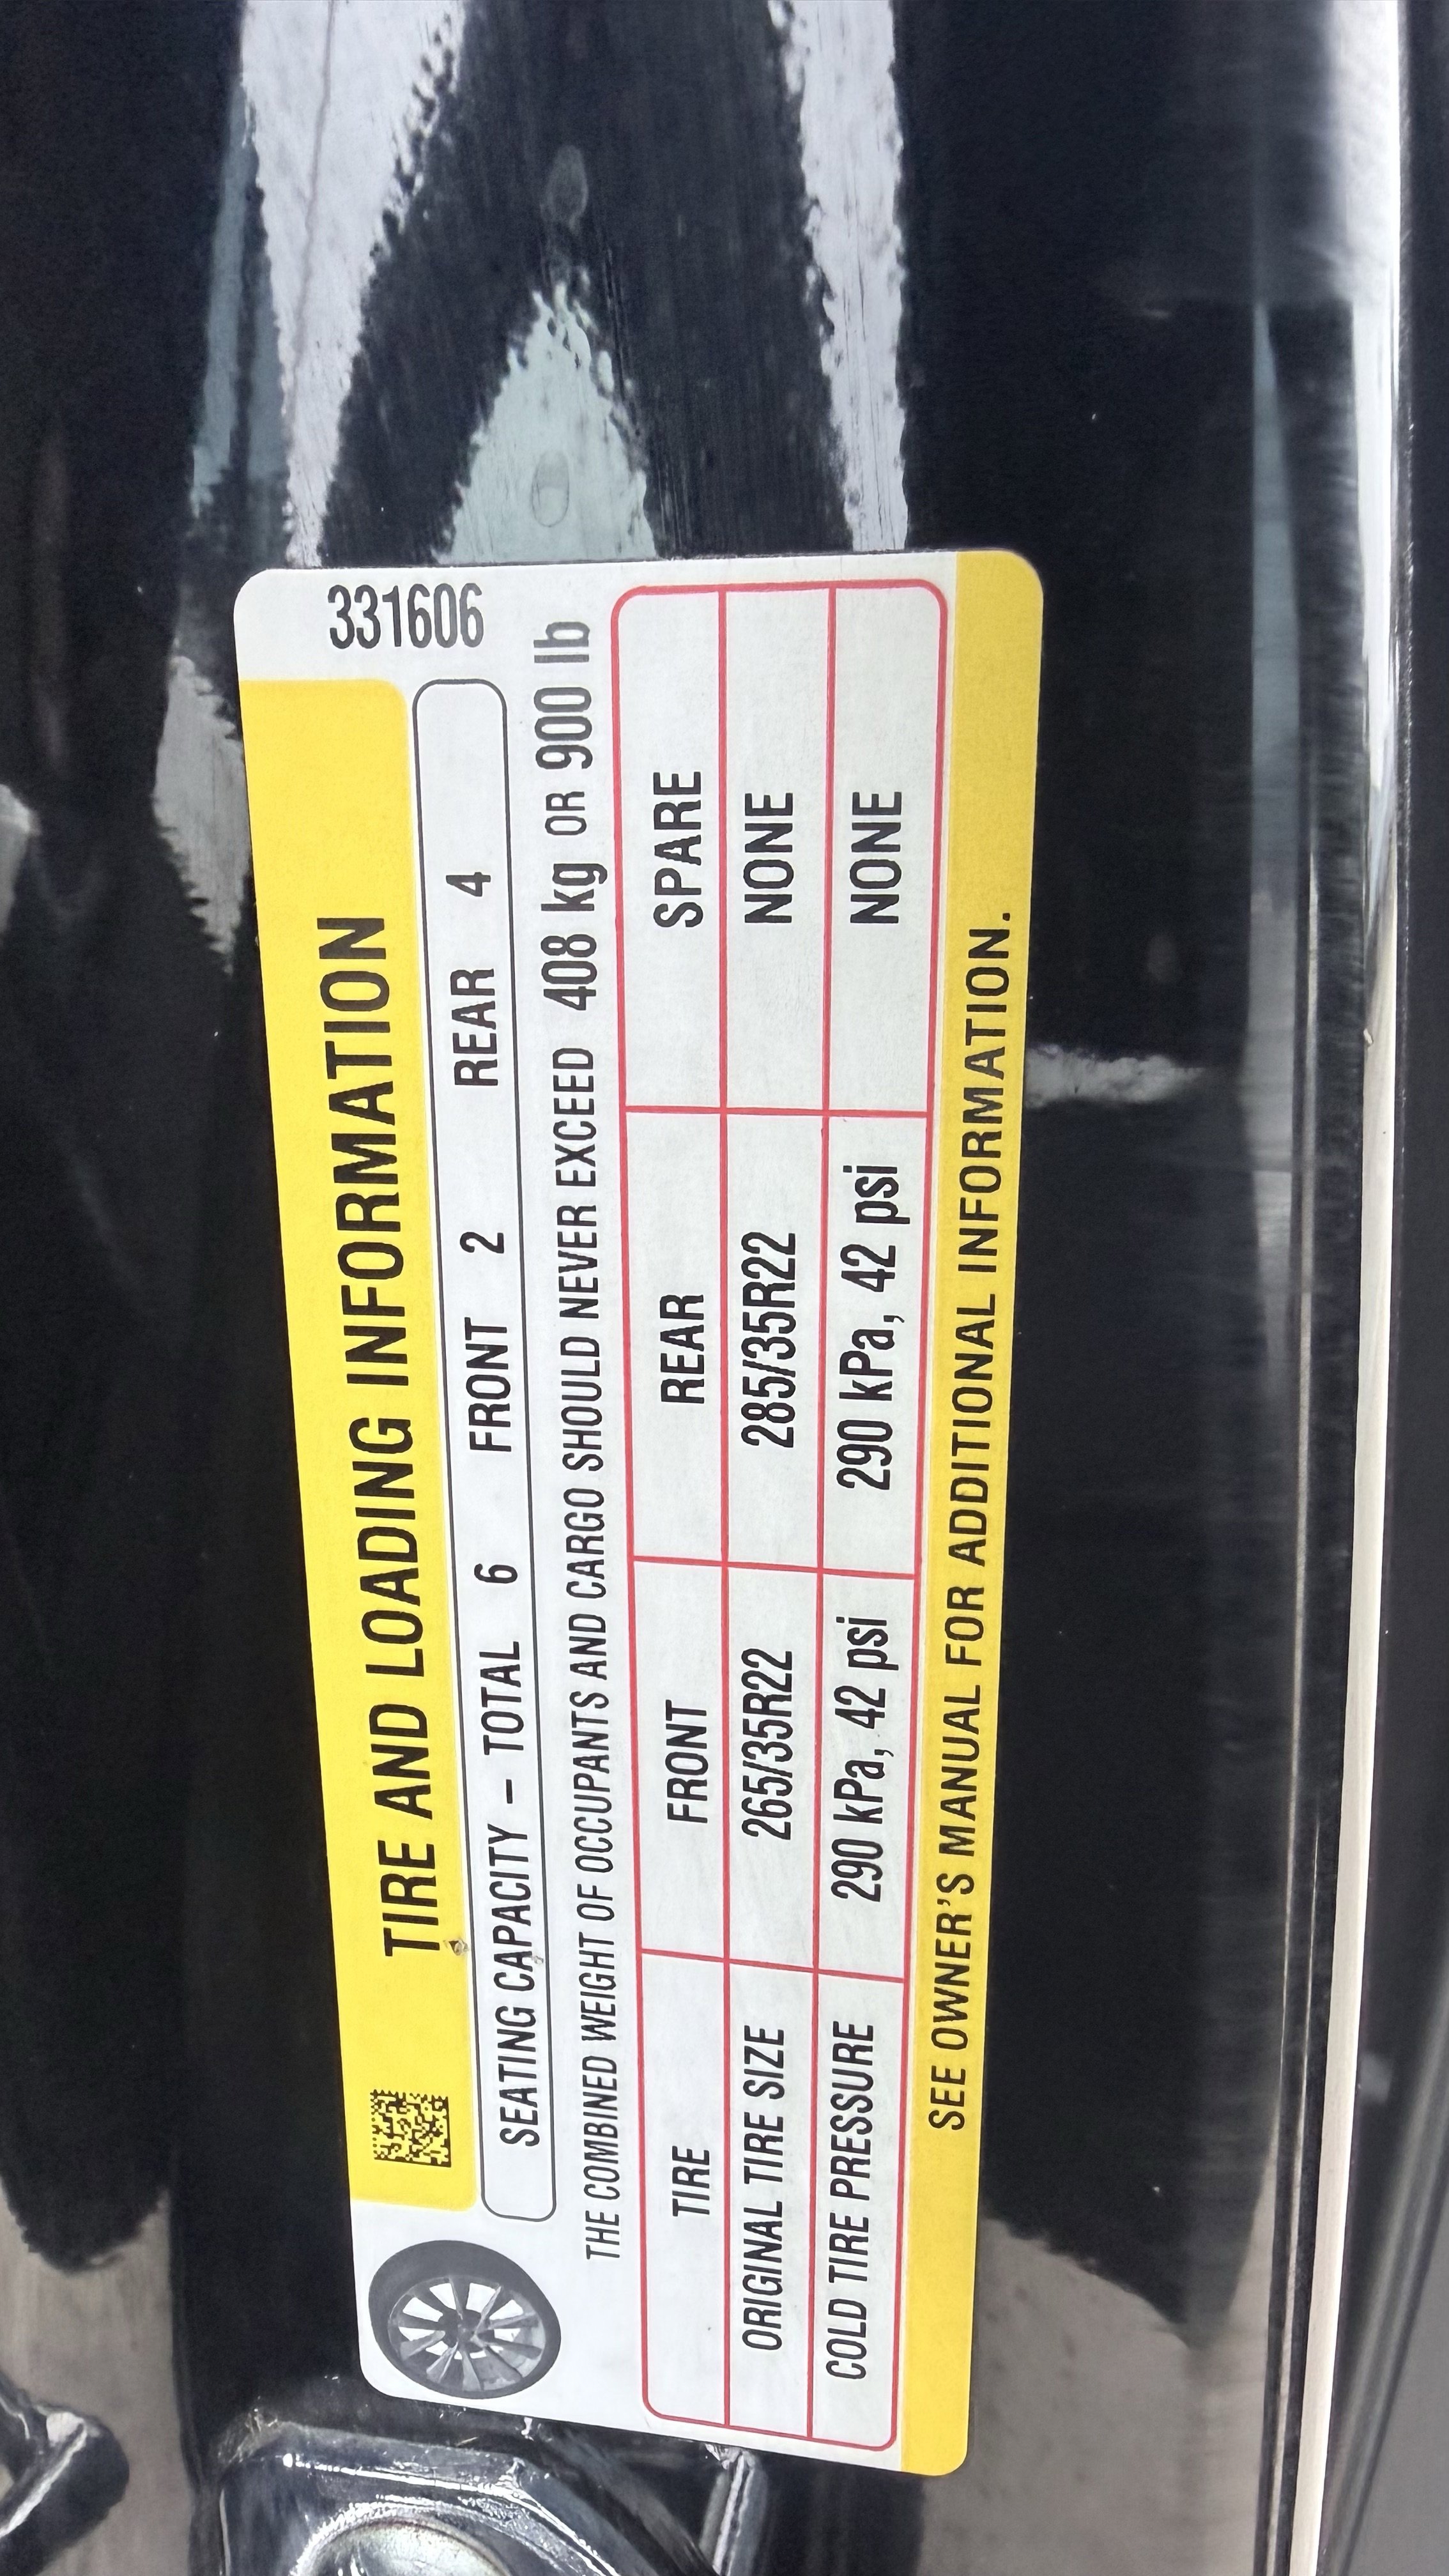 331606
TIRE AND LOADING INFORMATION
SEATING CAPACITY – TOTAL 6 FRONT 2 REAR 4
THE COMBINED WEIGHT OF OCCUPANTS AND CARGO SHOULD NEVER EXCEED 408 kg OR 900 lb
TIRE FRONT REAR SPARE
ORIGINAL TIRE SIZE 265/35R22 285/35R22 NONE
COLD TIRE PRESSURE 290 kPa, 42 psi 290 kPa, 42 psi NONE
SEE OWNER'S MANUAL FOR ADDITIONAL INFORMATION.